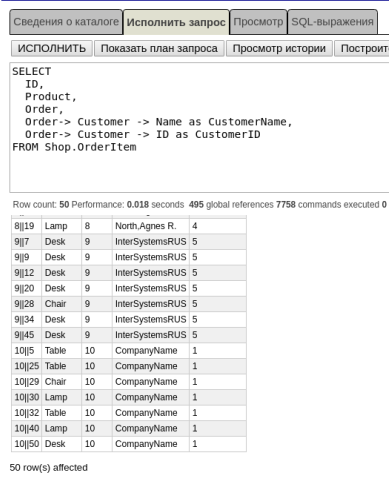 Сведения о каталоге Исполнить запрос Просмотр SQL-выражения
ИСПОЛНИТЬ Показать план запроса Просмотр истории
SELECT
ID,
Product,
Order,
Order-> Customer -> Name as CustomerName,
Order-> Customer -> ID as CustomerID
FROM Shop.OrderItem
Row count: 50 Performance: 0.018 seconds 495 global references 7758 commands executed 0
8||19 Lamp 8 North,Agnes R. 4
9||7 Desk 9 InterSystemsRUS 5
9||9 Desk 9 InterSystemsRUS 5
9||12 Desk 9 InterSystemsRUS 5
9||20 Desk 9 InterSystemsRUS 5
9||28 Chair 9 InterSystemsRUS 5
9||34 Desk 9 InterSystemsRUS 5
9||45 Desk 9 InterSystemsRUS 5
10||5 Table 10 CompanyName 1
10||25 Table 10 CompanyName 1
10||29 Chair 10 CompanyName 1
10||30 Lamp 10 CompanyName 1
10||32 Table 10 CompanyName 1
10||40 Lamp 10 CompanyName 1
10||50 Desk 10 CompanyName 1
50 row(s) affected